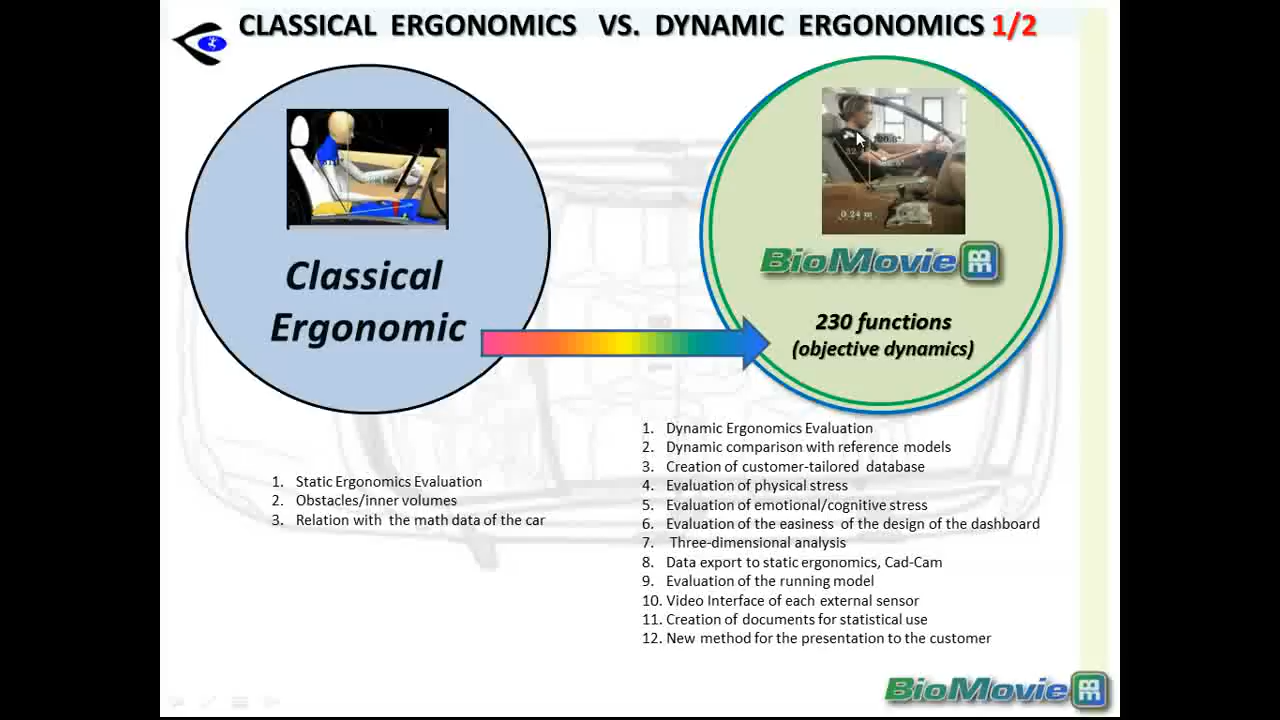 CLASSICAL ERGONOMICS VS. DYNAMIC ERGONOMICS 1/2
Classical
Ergonomic
0.24 m
BioMovie
230 functions
(objective dynamics)
1. Static Ergonomics Evaluation
2. Obstacles/inner volumes
3. Relation with the math data of the car
1. Dynamic Ergonomics Evaluation
2. Dynamic comparison with reference models
3. Creation of customer-tailored database
4. Evaluation of physical stress
5. Evaluation of emotional/cognitive stress
6. Evaluation of the easiness of the design of the dashboard
7. Three-dimensional analysis
8. Data export to static ergonomics, Cad-Cam
9. Evaluation of the running model
10. Video Interface of each external sensor
11. Creation of documents for statistical use
12. New method for the presentation to the customer
BioMovie